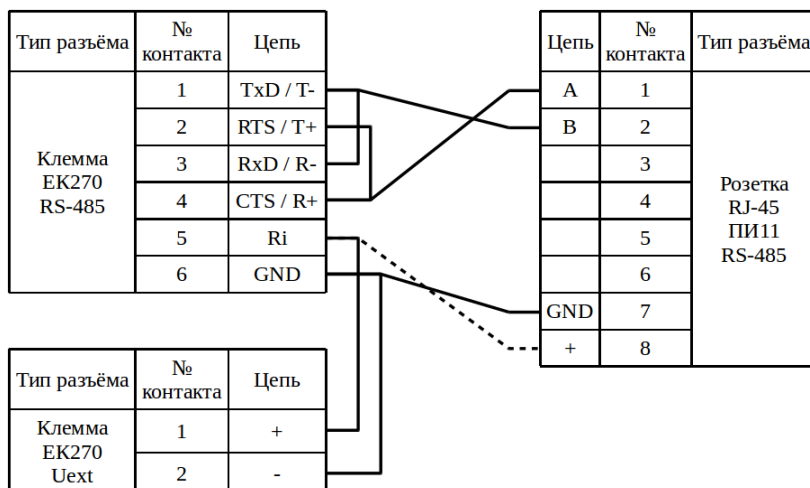 Тип разъёма № контакта Цепь
Клемма ЕК270 RS-485
1 TxD / T-
2 RTS / T+
3 RxD / R-
4 CTS / R+
5 Ri
6 GND
Цепь № контакта Тип разъёма
A 1
B 2
3
4
5
6
GND 7
+ 8
Розетка RJ-45 ПИ11 RS-485
Тип разъёма № контакта Цепь
Клемма ЕК270 Uext
1 +
2 -